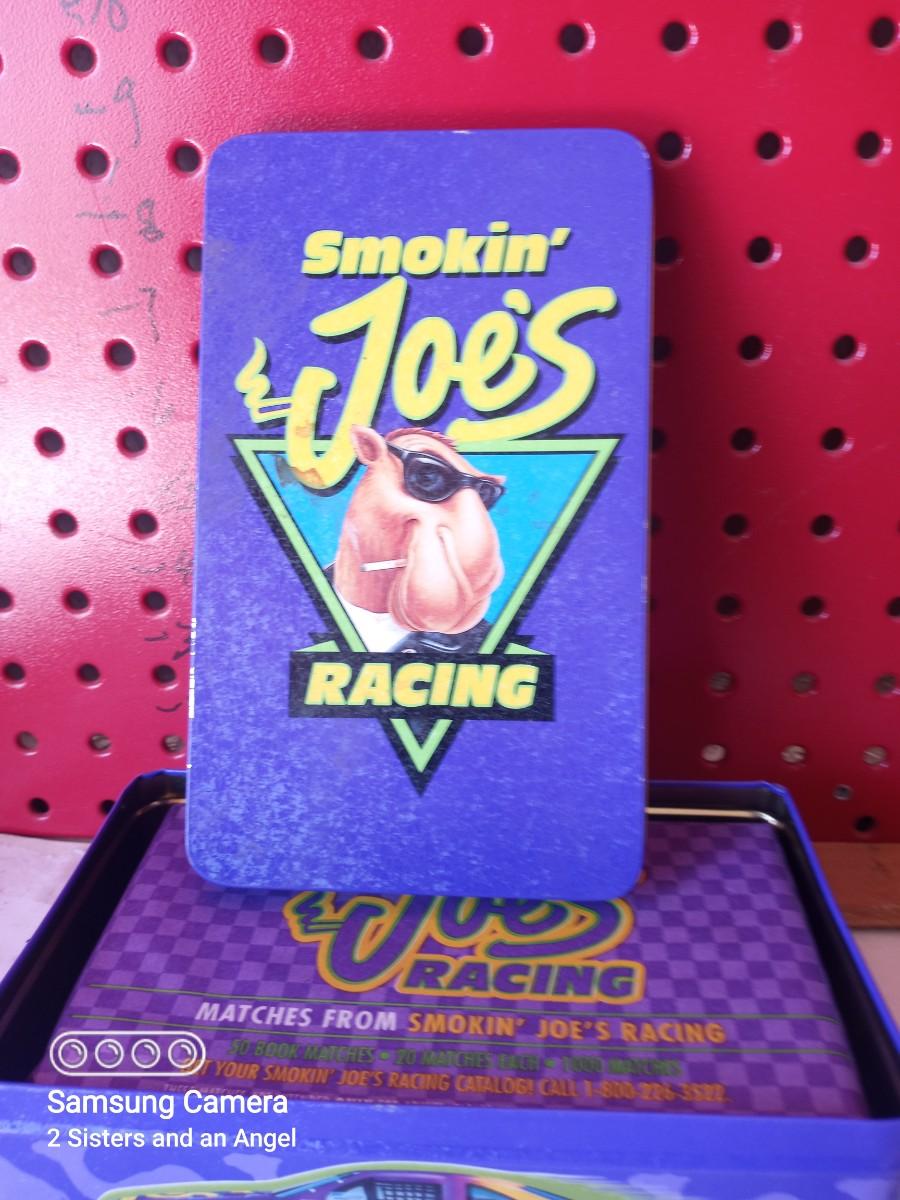 Smokin'
Joe's
RACING
Joe's
RACING
MATCHES FROM SMOKIN' JOE'S RACING
50 BOOK MATCHES • 20 MATCHES EACH • 1000 MATCHES
YOUR SMOKIN' JOE'S RACING CATALOG! CALL 1-800-226-3522.
Samsung Camera
2 Sisters and an Angel